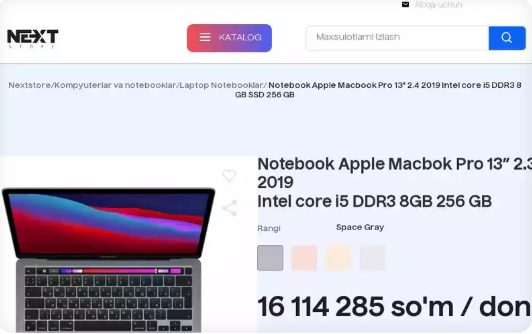 Aloqa uchun
NEXT
STORE
KATALOG
Maxsulotlarni izlash
Nextstore/Kompyuterlar va notebooklar/Laptop Notebooklar/ Notebook Apple Macbook Pro 13" 2.4 2019 Intel core i5 DDR3 8
GB SSD 256 GB
Notebook Apple Macbok Pro 13” 2.3
2019
Intel core i5 DDR3 8GB 256 GB
Rangi
Space Gray
16 114 285 so'm / don